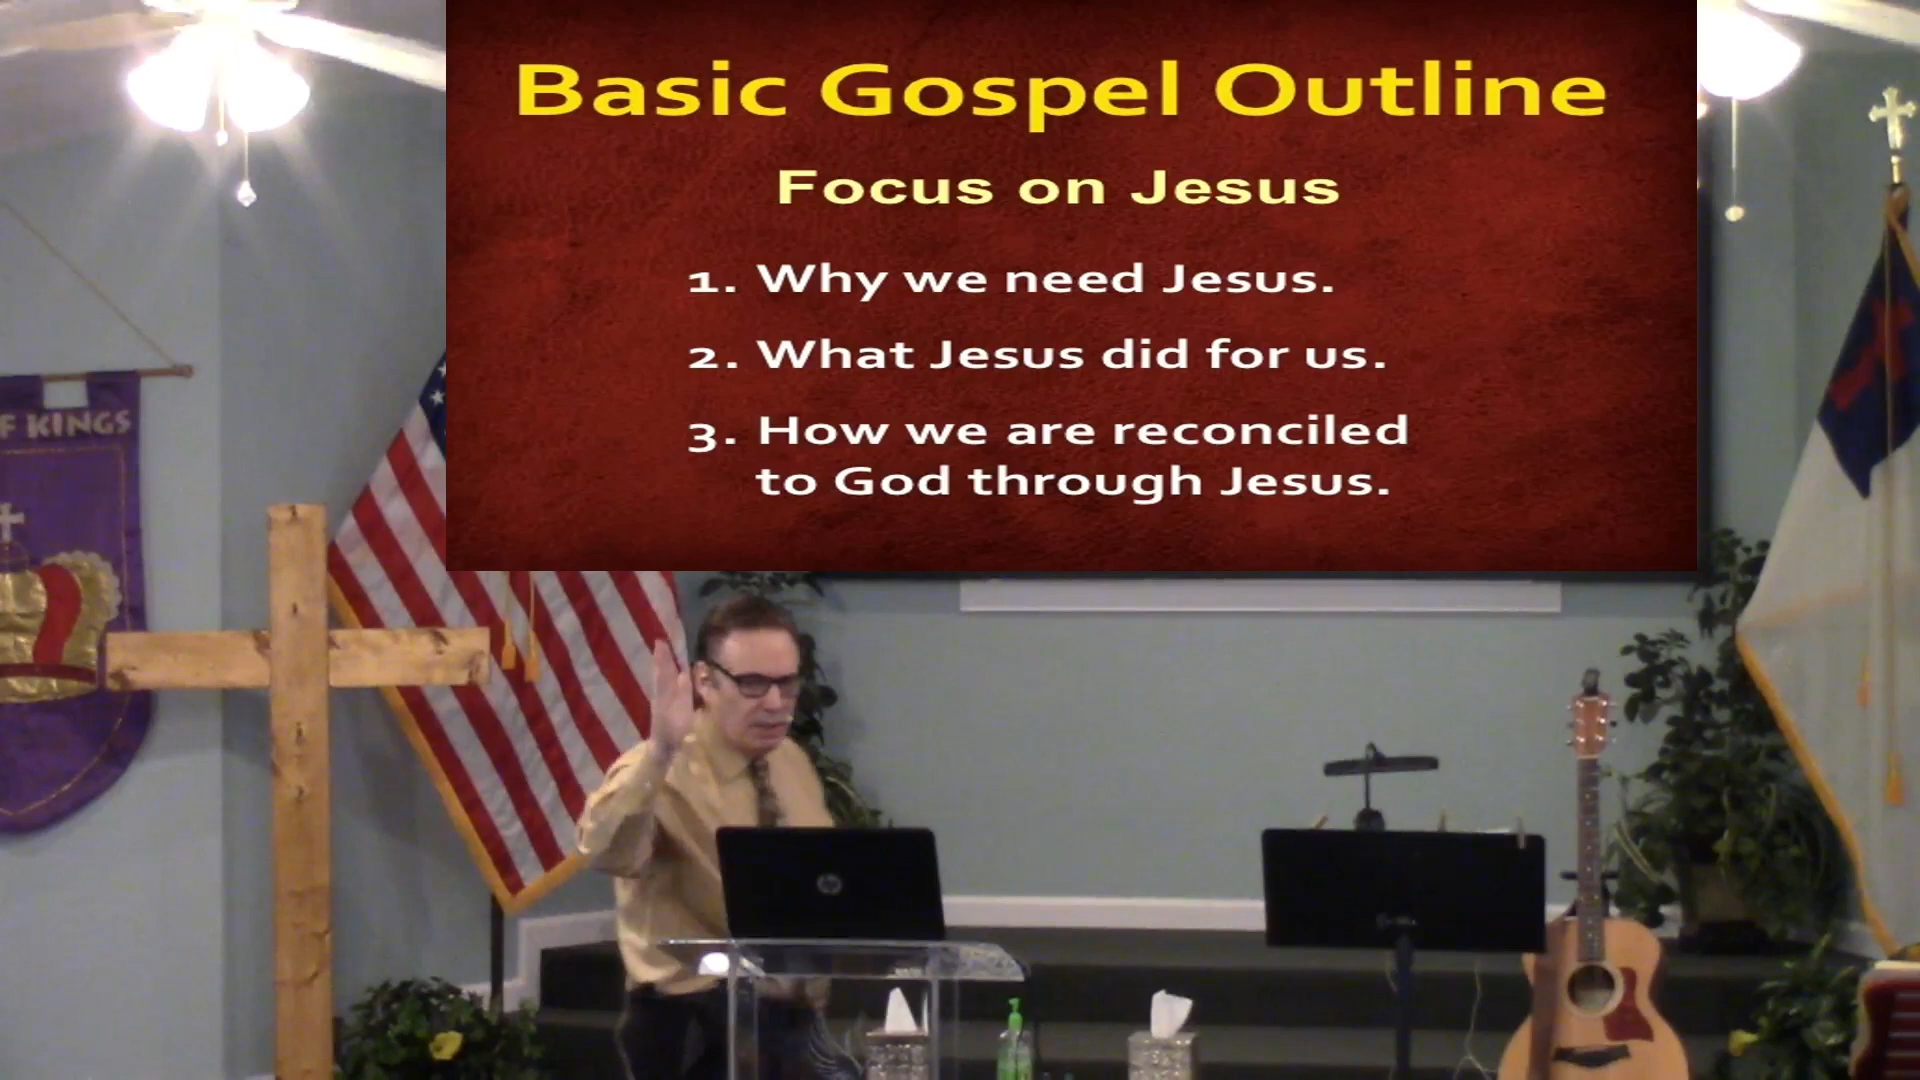 Basic Gospel Outline
Focus on Jesus
1. Why we need Jesus.
2. What Jesus did for us.
3. How we are reconciled
to God through Jesus.
F KINGS
hp